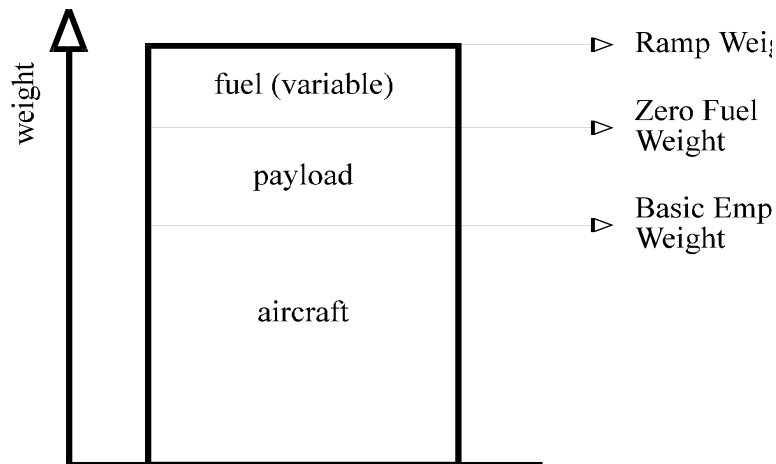 weight
fuel (variable)
payload
aircraft
Ramp Weig
Zero Fuel
Weight
Basic Emp
Weight